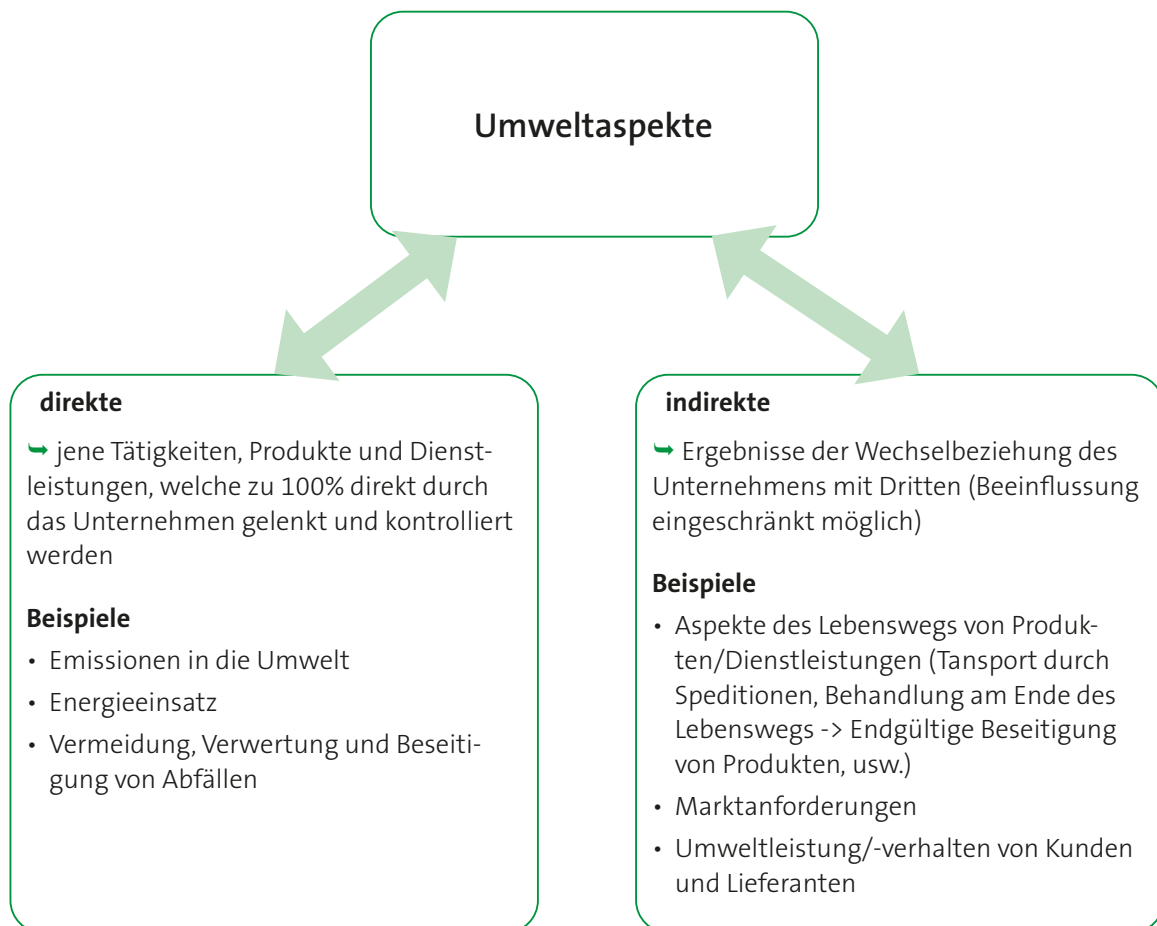 Umweltaspekte
direkte
➥ jene Tätigkeiten, Produkte und Dienst-
leistungen, welche zu 100% direkt durch
das Unternehmen gelenkt und kontrolliert
werden
Beispiele
• Emissionen in die Umwelt
• Energieeinsatz
• Vermeidung, Verwertung und Beseiti-
gung von Abfällen
indirekte
➥ Ergebnisse der Wechselbeziehung des
Unternehmens mit Dritten (Beeinflussung
eingeschränkt möglich)
Beispiele
• Aspekte des Lebenswegs von Produk-
ten/Dienstleistungen (Tansport durch
Speditionen, Behandlung am Ende des
Lebenswegs -> Endgültige Beseitigung
von Produkten, usw.)
• Marktanforderungen
• Umweltleistung/-verhalten von Kunden
und Lieferanten